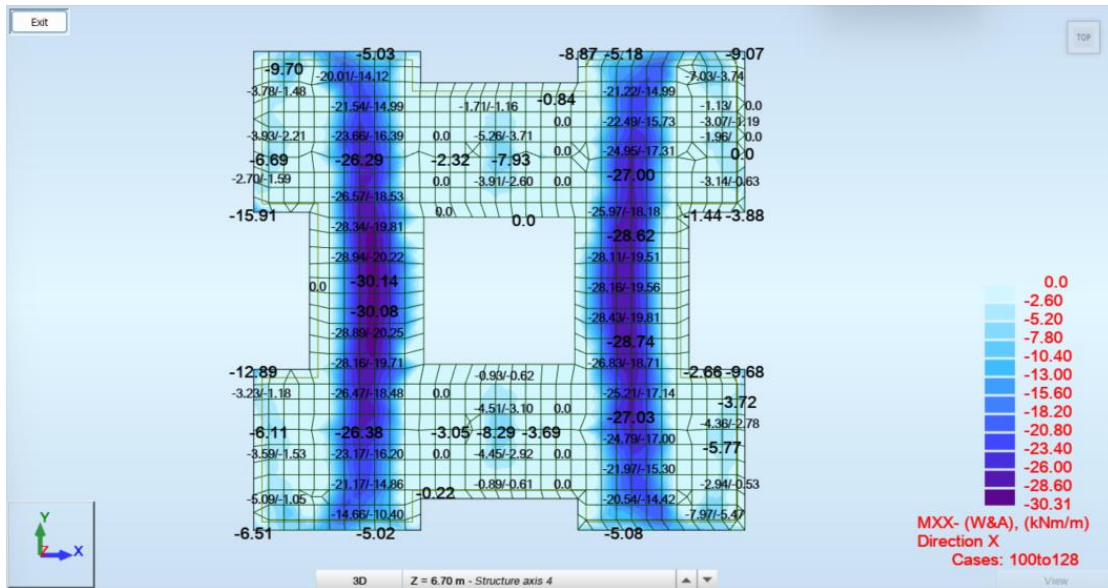 Exit
TOP
-5.03 -8.87 -5.18 -9.07
-9.70 -20.01/-14.12 -7.03/-3.74
-3.78/-1.48 -21.22/-14.99
-21.54/-14.99 -1.71/-1.16 -0.84 -1.13/ 0.0
-22.49/-15.73 0.0 -3.07/-1.19
-3.93/-2.21 -23.66/-16.39 0.0 -5.26/-3.71 -1.96/ 0.0
-24.95/-17.31 0.0 0.0
-6.69 -26.29 -2.32 -7.93
-27.00
-2.70/-1.59 0.0 -3.91/-2.60 0.0 -3.14/-0.63
-26.57/-18.53
-15.91 0.0 0.0 -25.97/-18.18 -1.44 -3.88
-28.34/-19.81 -28.62
-28.94/-20.22 -28.11/-19.51
0.0 -30.14 -28.16/-19.56
-30.08 -28.43/-19.81
-28.89/-20.25 -28.74
-28.16/-19.71 -26.83/-18.71
-12.89 -0.93/-0.62 -2.66 -9.68
-3.23/-1.18 -26.47/-18.48 0.0 -25.21/-17.14
-4.51/-3.10 0.0 -3.72
-27.03 -4.36/-2.78
-6.11 -26.38 -3.05 -8.29 -3.69 -24.79/-17.00
-3.59/-1.53 -23.17/-16.20 0.0 -4.45/-2.92 0.0 -5.77
-21.97/-15.30
-21.17/-14.86 -0.89/-0.61 0.0 -2.94/-0.53
-5.09/-1.05 -0.22
-14.66/-10.40 -20.54/-14.42 -7.97/-5.47
-6.51 -5.02 -5.08
0.0
-2.60
-5.20
-7.80
-10.40
-13.00
-15.60
-18.20
-20.80
-23.40
-26.00
-28.60
-30.31
MXX- (W&A), (kNm/m)
Direction X
Cases: 100to128
Y
Z
X
3D
Z = 6.70 m - Structure axis 4
View